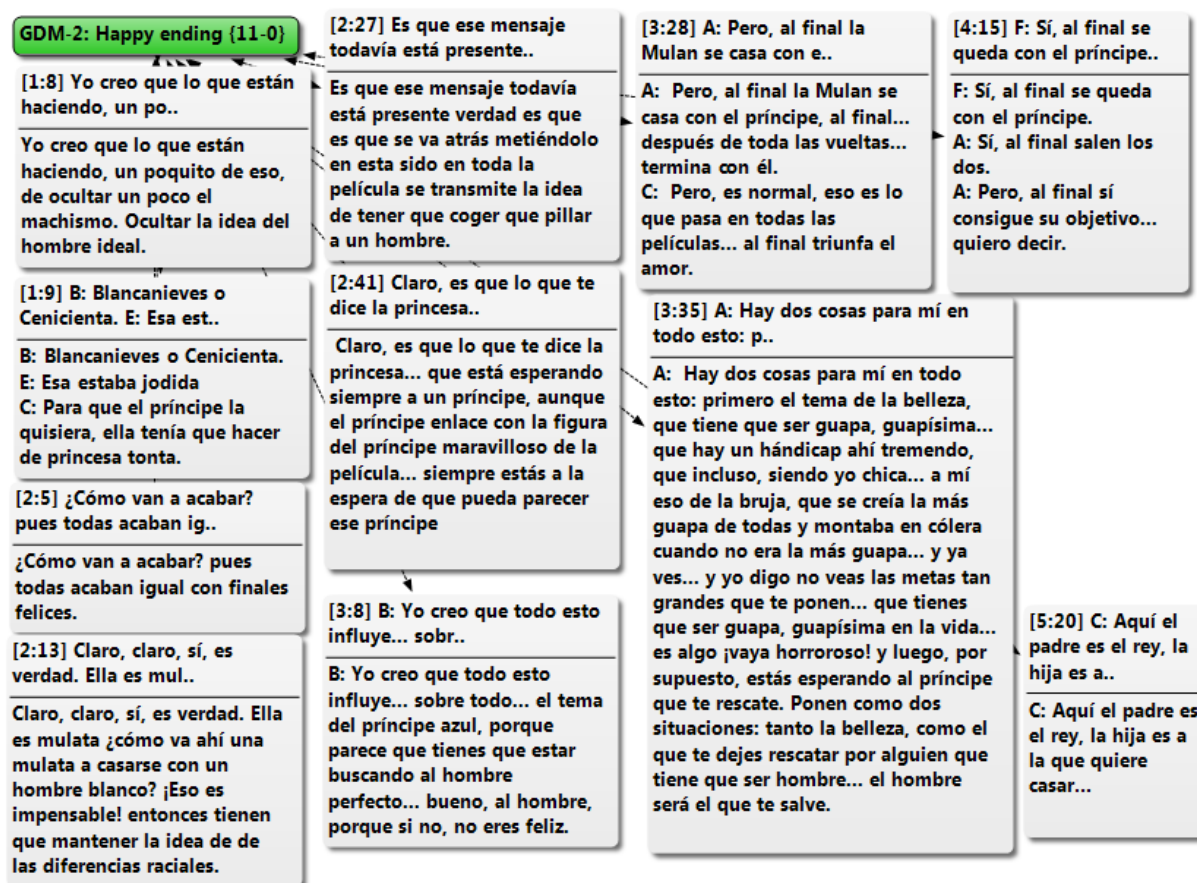 GDM-2: Happy ending {11-0}
[1:8] Yo creo que lo que están
haciendo, un po..
Yo creo que lo que están
haciendo, un poquito de eso,
de ocultar un poco el
machismo. Ocultar la idea del
hombre ideal.
[1:9] B: Blancanieves o
Cenicienta. E: Esa est..
B: Blancanieves o Cenicienta.
E: Esa estaba jodida
C: Para que el príncipe la
quisiera, ella tenía que hacer
de princesa tonta.
[2:5] ¿Cómo van a acabar?
pues todas acaban ig..
¿Cómo van a acabar? pues
todas acaban igual con finales
felices.
[2:13] Claro, claro, sí, es
verdad. Ella es mul..
Claro, claro, sí, es verdad. Ella
es mulata ¿cómo va ahí una
mulata a casarse con un
hombre blanco? ¡Eso es
impensable! entonces tienen
que mantener la idea de de
las diferencias raciales.
[2:27] Es que ese mensaje
todavía está presente..
Es que ese mensaje todavía
está presente verdad es que
es que se va atrás metiéndolo
en esta sido en toda la
película se transmite la idea
de tener que coger que pillar
a un hombre.
[2:41] Claro, es que lo que te
dice la princesa..
Claro, es que lo que te dice la
princesa... que está esperando
siempre a un príncipe, aunque
el príncipe enlace con la figura
del príncipe maravilloso de la
película... siempre estás a la
espera de que pueda parecer
ese príncipe
[3:8] B: Yo creo que todo esto
influye... sobr..
B: Yo creo que todo esto
influye... sobre todo... el tema
del príncipe azul, porque
parece que tienes que estar
buscando al hombre
perfecto... bueno, al hombre,
porque si no, no eres feliz.
[3:28] A: Pero, al final la
Mulan se casa con e..
A: Pero, al final la Mulan se
casa con el príncipe, al final...
después de toda las vueltas...
termina con él.
C: Pero, es normal, eso es lo
que pasa en todas las
películas... al final triunfa el
amor.
[3:35] A: Hay dos cosas para mí en
todo esto: p..
A: Hay dos cosas para mí en todo
esto: primero el tema de la belleza,
que tiene que ser guapa, guapísima...
que hay un hándicap ahí tremendo,
que incluso, siendo yo chica... a mí
eso de la bruja, que se creía la más
guapa de todas y montaba en cólera
cuando no era la más guapa... y ya
ves... y yo digo no veas las metas tan
grandes que te ponen... que tienes
que ser guapa, guapísima en la vida...
es algo ¡vaya horroroso! y luego, por
supuesto, estás esperando al príncipe
que te rescate. Ponen como dos
situaciones: tanto la belleza, como el
que te dejes rescatar por alguien que
tiene que ser hombre... el hombre
será el que te salve.
[4:15] F: Sí, al final se
queda con el príncipe..
F: Sí, al final se queda
con el príncipe.
A: Sí, al final salen los
dos.
A: Pero, al final sí
consigue su objetivo...
quiero decir.
[5:20] C: Aquí el
padre es el rey, la
hija es a..
C: Aquí el padre es
el rey, la hija es a
la que quiere
casar...